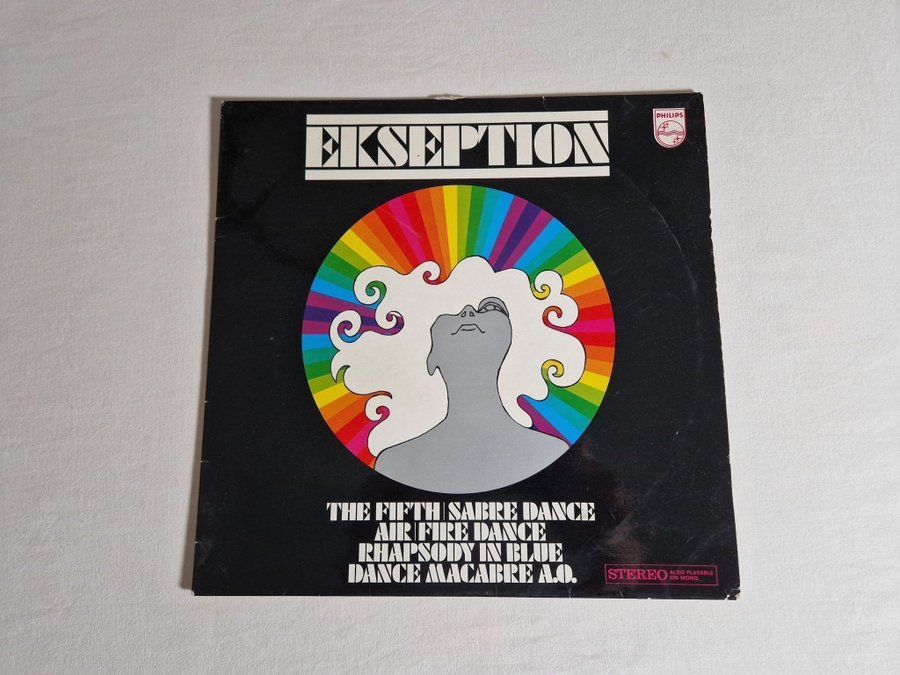 PHILIPS
EKSEPTION
THE FIFTH|SABRE DANCE
AIR|FIRE DANCE
RHAPSODY IN BLUE
DANCE MACABRE A.O.
STEREO ALSO PLAYABLE
ON MONO